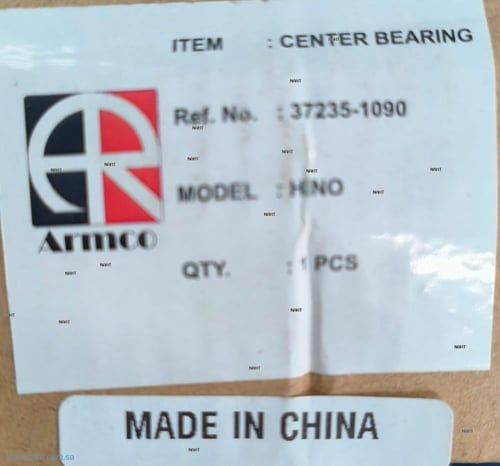 ITEM : CENTER BEARING
Ref. No. : 37235-1090
MODEL : HINO
Armco
QTY. : 1 PCS
MADE IN CHINA